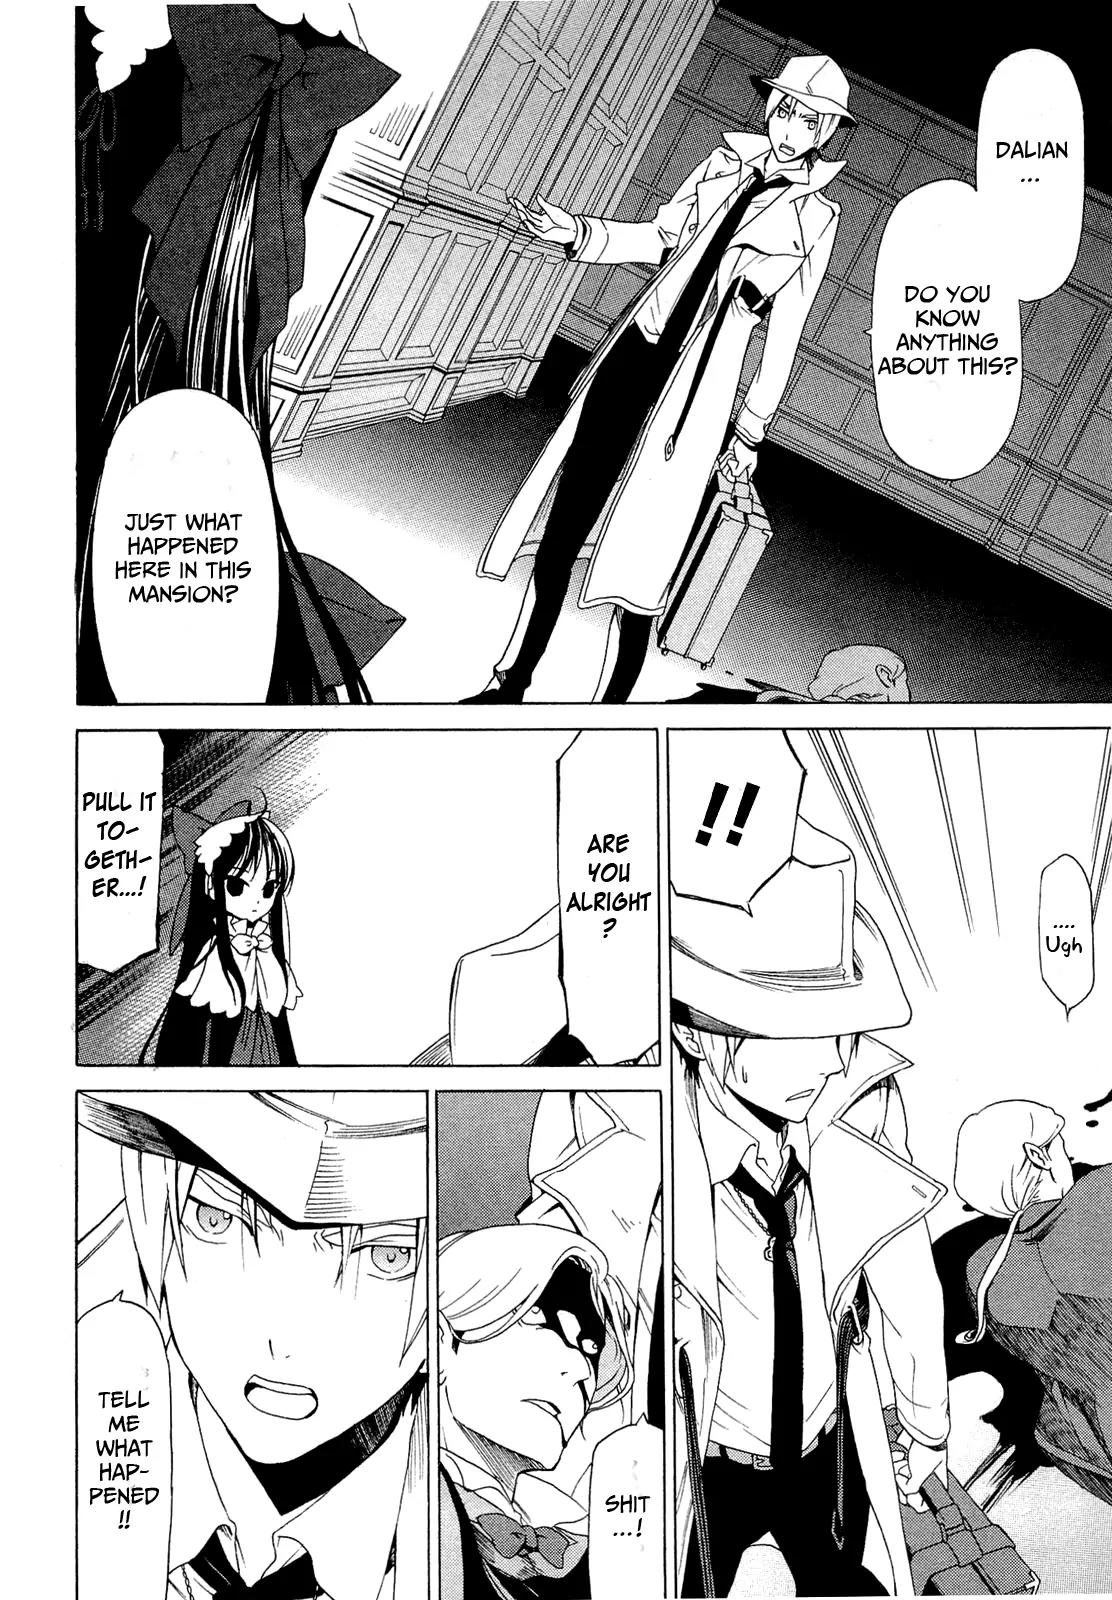 DALIAN
...
DO YOU
KNOW
ANYTHING
ABOUT THIS?
JUST WHAT
HAPPENED
HERE IN THIS
MANSION?
....
Ugh
!!
ARE
YOU
ALRIGHT
?
PULL IT
TO-
GETH-
ER...!
SHIT
...!
TELL
ME
WHAT
HAP-
PENED
!!